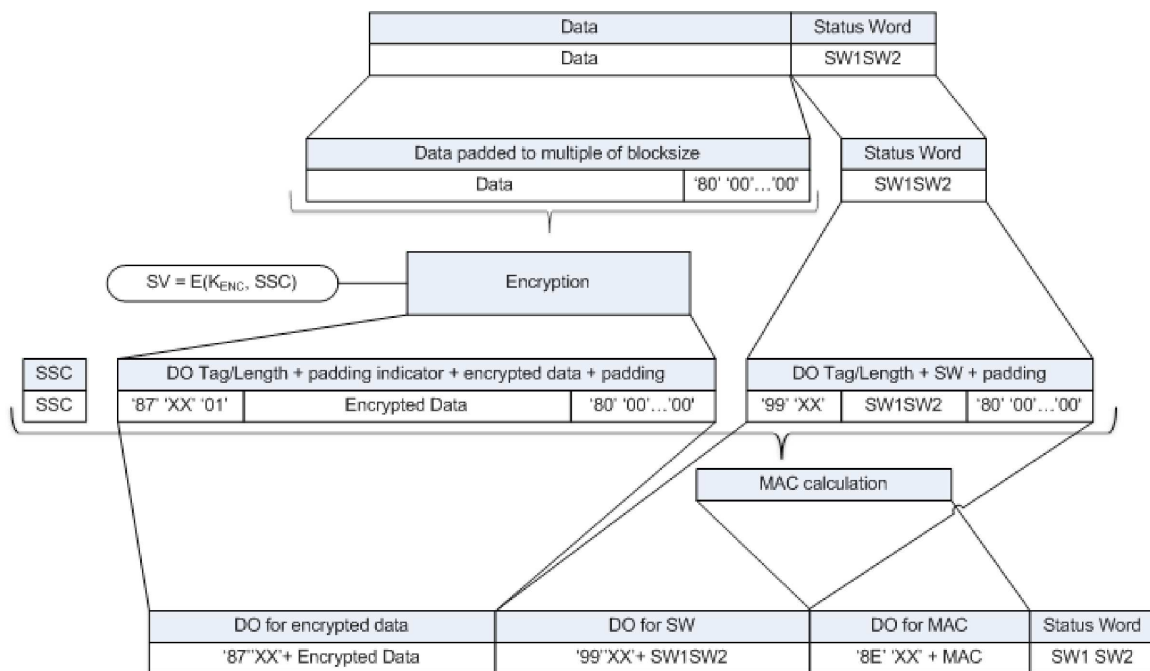 Data Status Word
Data SW1SW2
Data padded to multiple of blocksize Status Word
Data '80' '00'...'00' SW1SW2
SV = E(KENC, SSC) Encryption
SSC DO Tag/Length + padding indicator + encrypted data + padding DO Tag/Length + SW + padding
SSC '87' 'XX' '01' Encrypted Data '80' '00'...'00' '99' 'XX' SW1SW2 '80' '00'...'00'
MAC calculation
DO for encrypted data DO for SW DO for MAC Status Word
'87''XX'+ Encrypted Data '99''XX'+ SW1SW2 '8E' 'XX' + MAC SW1 SW2